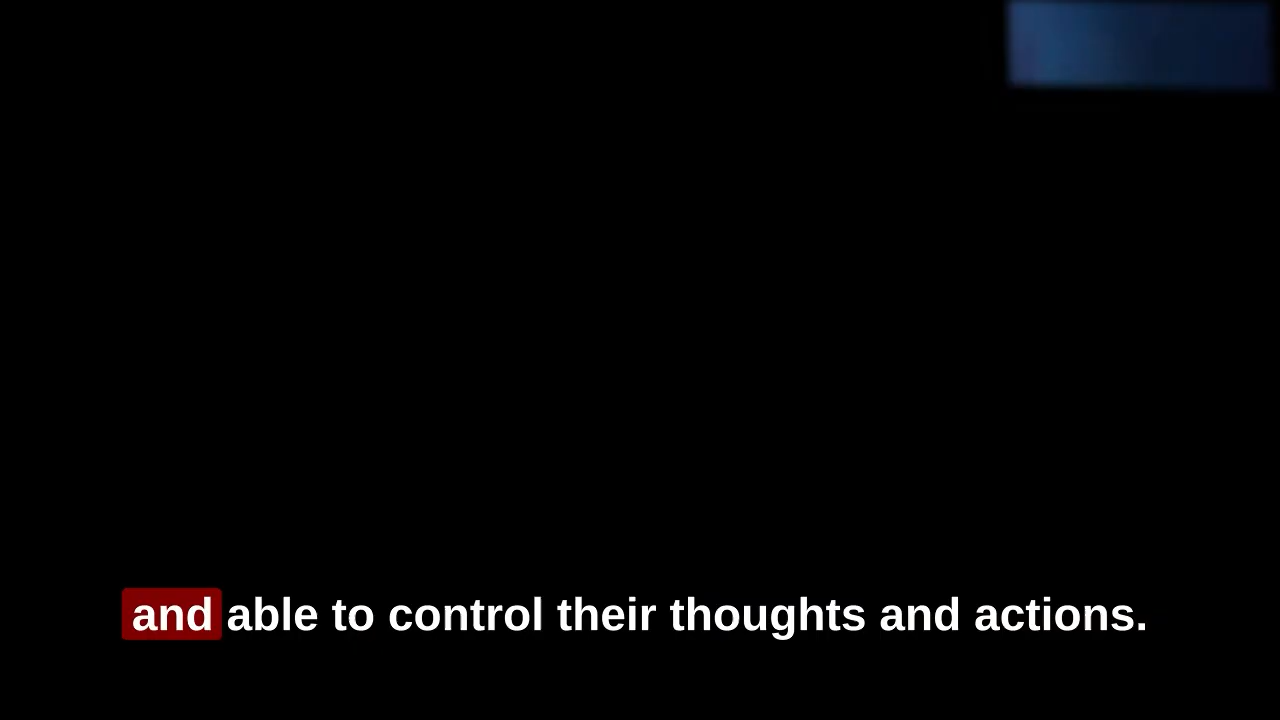 and able to control their thoughts and actions.